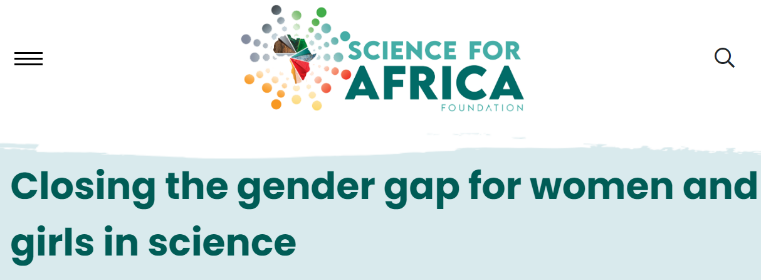 SCIENCE FOR
AFRICA
FOUNDATION
Closing the gender gap for women and
girls in science